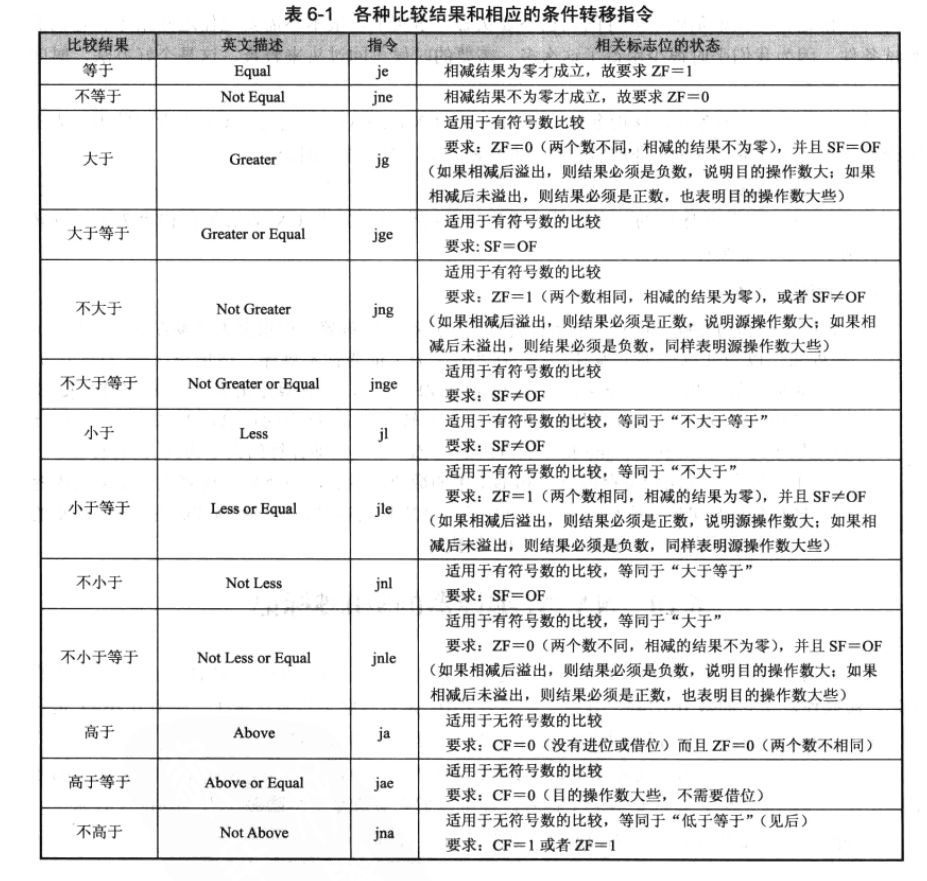 表 6-1 各种比较结果和相应的条件转移指令
比较结果 英文描述 指令 相关标志位的状态
等于 Equal je 相减结果为零才成立，故要求 ZF＝1
不等于 Not Equal jne 相减结果不为零才成立，故要求 ZF＝0
大于 Greater jg 适用于有符号数比较
要求：ZF＝0（两个数不同，相减的结果不为零），并且 SF＝OF
（如果相减后溢出，则结果必须是负数，说明目的操作数大；如果
相减后未溢出，则结果必须是正数，也表明目的操作数大些）
大于等于 Greater or Equal jge 适用于有符号数的比较
要求: SF＝OF
不大于 Not Greater jng 适用于有符号数的比较
要求：ZF＝1（两个数相同，相减的结果为零），或者 SF≠OF
（如果相减后溢出，则结果必须是正数，说明源操作数大；如果相
减后未溢出，则结果必须是负数，同样表明源操作数大些）
不大于等于 Not Greater or Equal jnge 适用于有符号数的比较
要求：SF≠OF
小于 Less jl 适用于有符号数的比较，等同于“不大于等于”
要求：SF≠OF
小于等于 Less or Equal jle 适用于有符号数的比较，等同于“不大于”
要求：ZF＝1（两个数相同，相减的结果为零），并且 SF≠OF
（如果相减后溢出，则结果必须是正数，说明源操作数大；如果相
减后未溢出，则结果必须是负数，同样表明源操作数大些）
不小于 Not Less jnl 适用于有符号数的比较，等同于“大于等于”
要求：SF＝OF
不小于等于 Not Less or Equal jnle 适用于有符号数的比较，等同于“大于”
要求：ZF＝0（两个数不同，相减的结果不为零），并且 SF＝OF
（如果相减后溢出，则结果必须是负数，说明目的操作数大；如果
相减后未溢出，则结果必须是正数，也表明目的操作数大些）
高于 Above ja 适用于无符号数的比较
要求：CF＝0（没有进位或借位）而且 ZF＝0（两个数不相同）
高于等于 Above or Equal jae 适用于无符号数的比较
要求：CF＝0（目的操作数大些，不需要借位）
不高于 Not Above jna 适用于无符号数的比较，等同于“低于等于”（见后）
要求：CF＝1 或者 ZF＝1